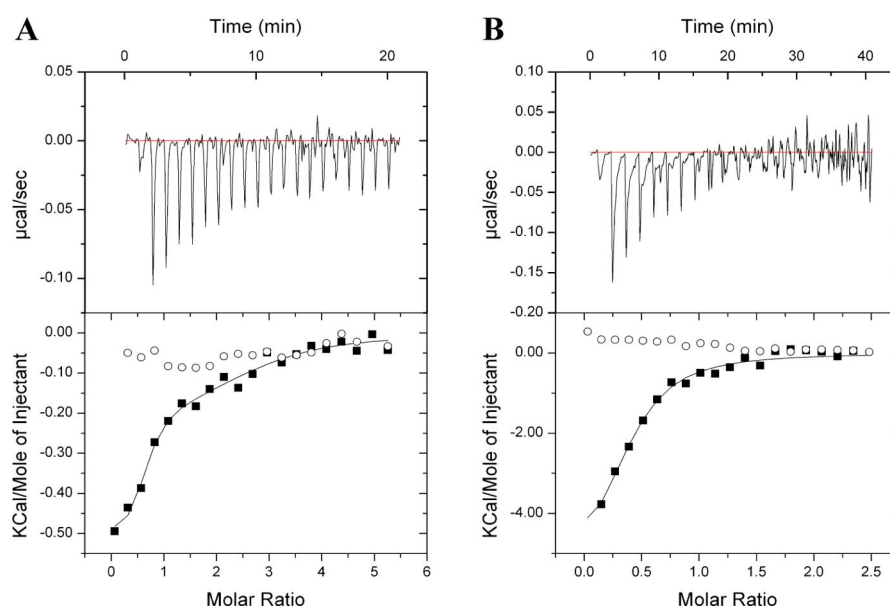 A
Time (min)
0 10 20
0.05
0.00
-0.05
-0.10
µcal/sec
0.00
-0.10
-0.20
-0.30
-0.40
-0.50
KCal/Mole of Injectant
0 1 2 3 4 5 6
Molar Ratio
B
Time (min)
0 10 20 30 40
0.10
0.05
0.00
-0.05
-0.10
-0.15
-0.20
µcal/sec
0.00
-2.00
-4.00
KCal/Mole of Injectant
0.0 0.5 1.0 1.5 2.0 2.5
Molar Ratio